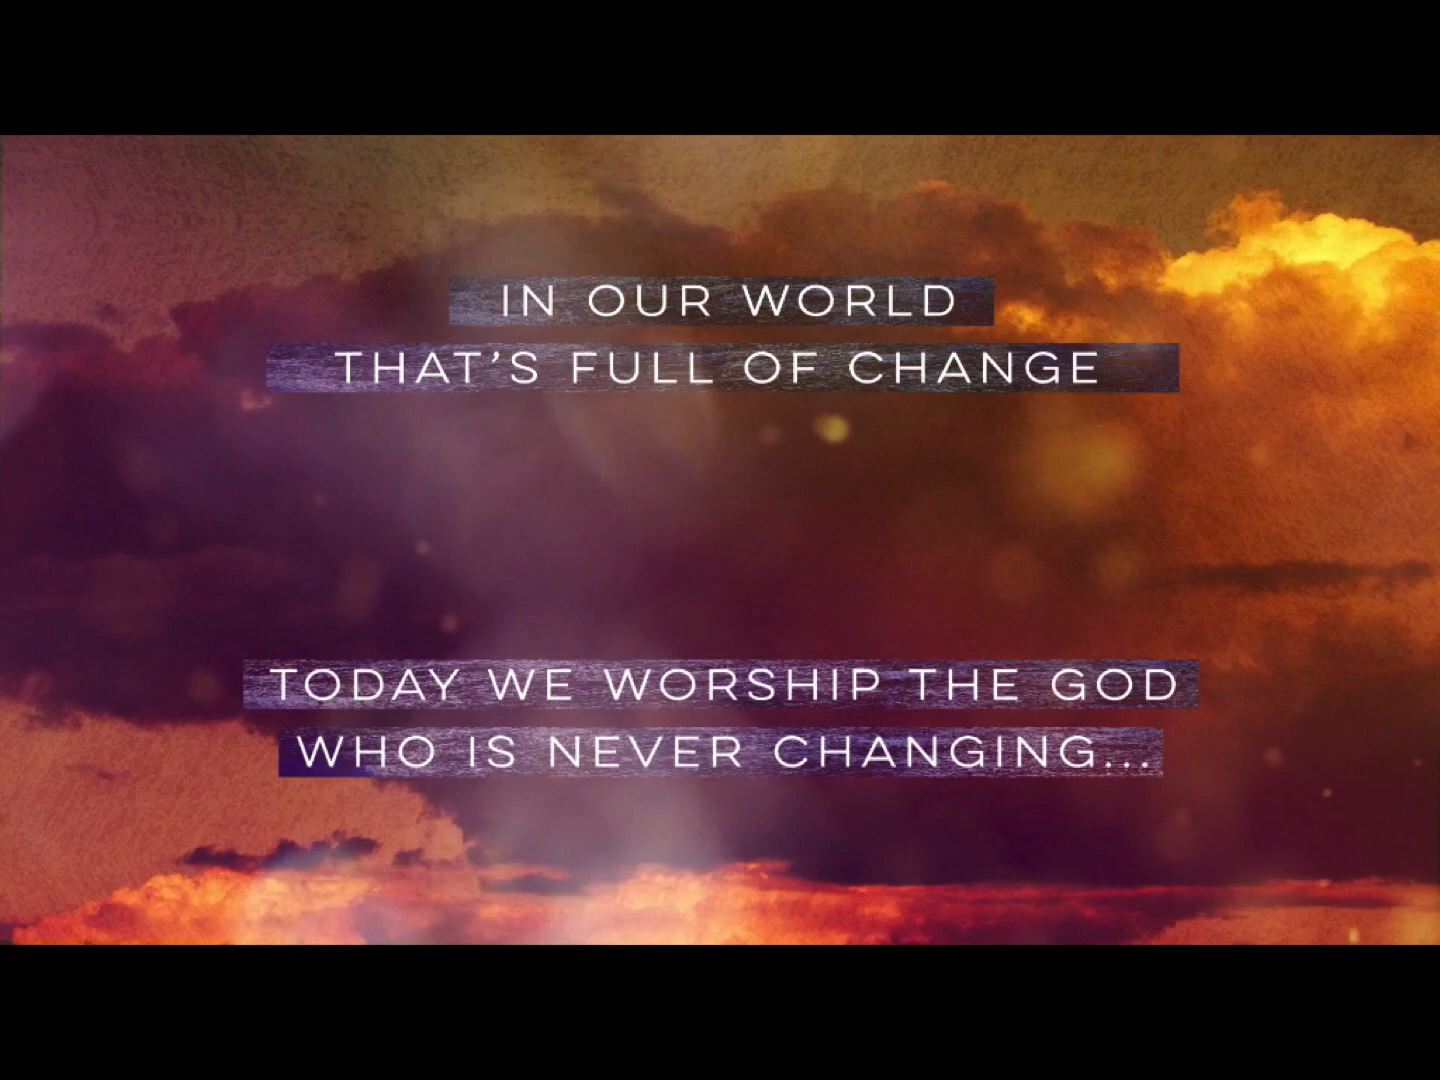 IN OUR WORLD
THAT'S FULL OF CHANGE
TODAY WE WORSHIP THE GOD
WHO IS NEVER CHANGING...